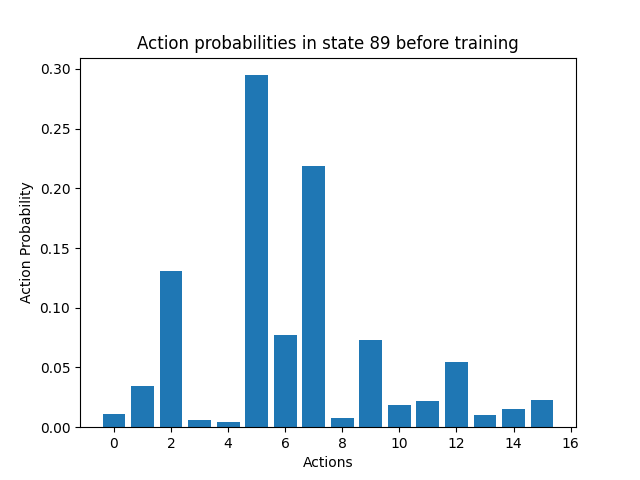 Action probabilities in state 89 before training
0.30
0.25
0.20
0.15
0.10
0.05
0.00
Action Probability
0 2 4 6 8 10 12 14 16
Actions